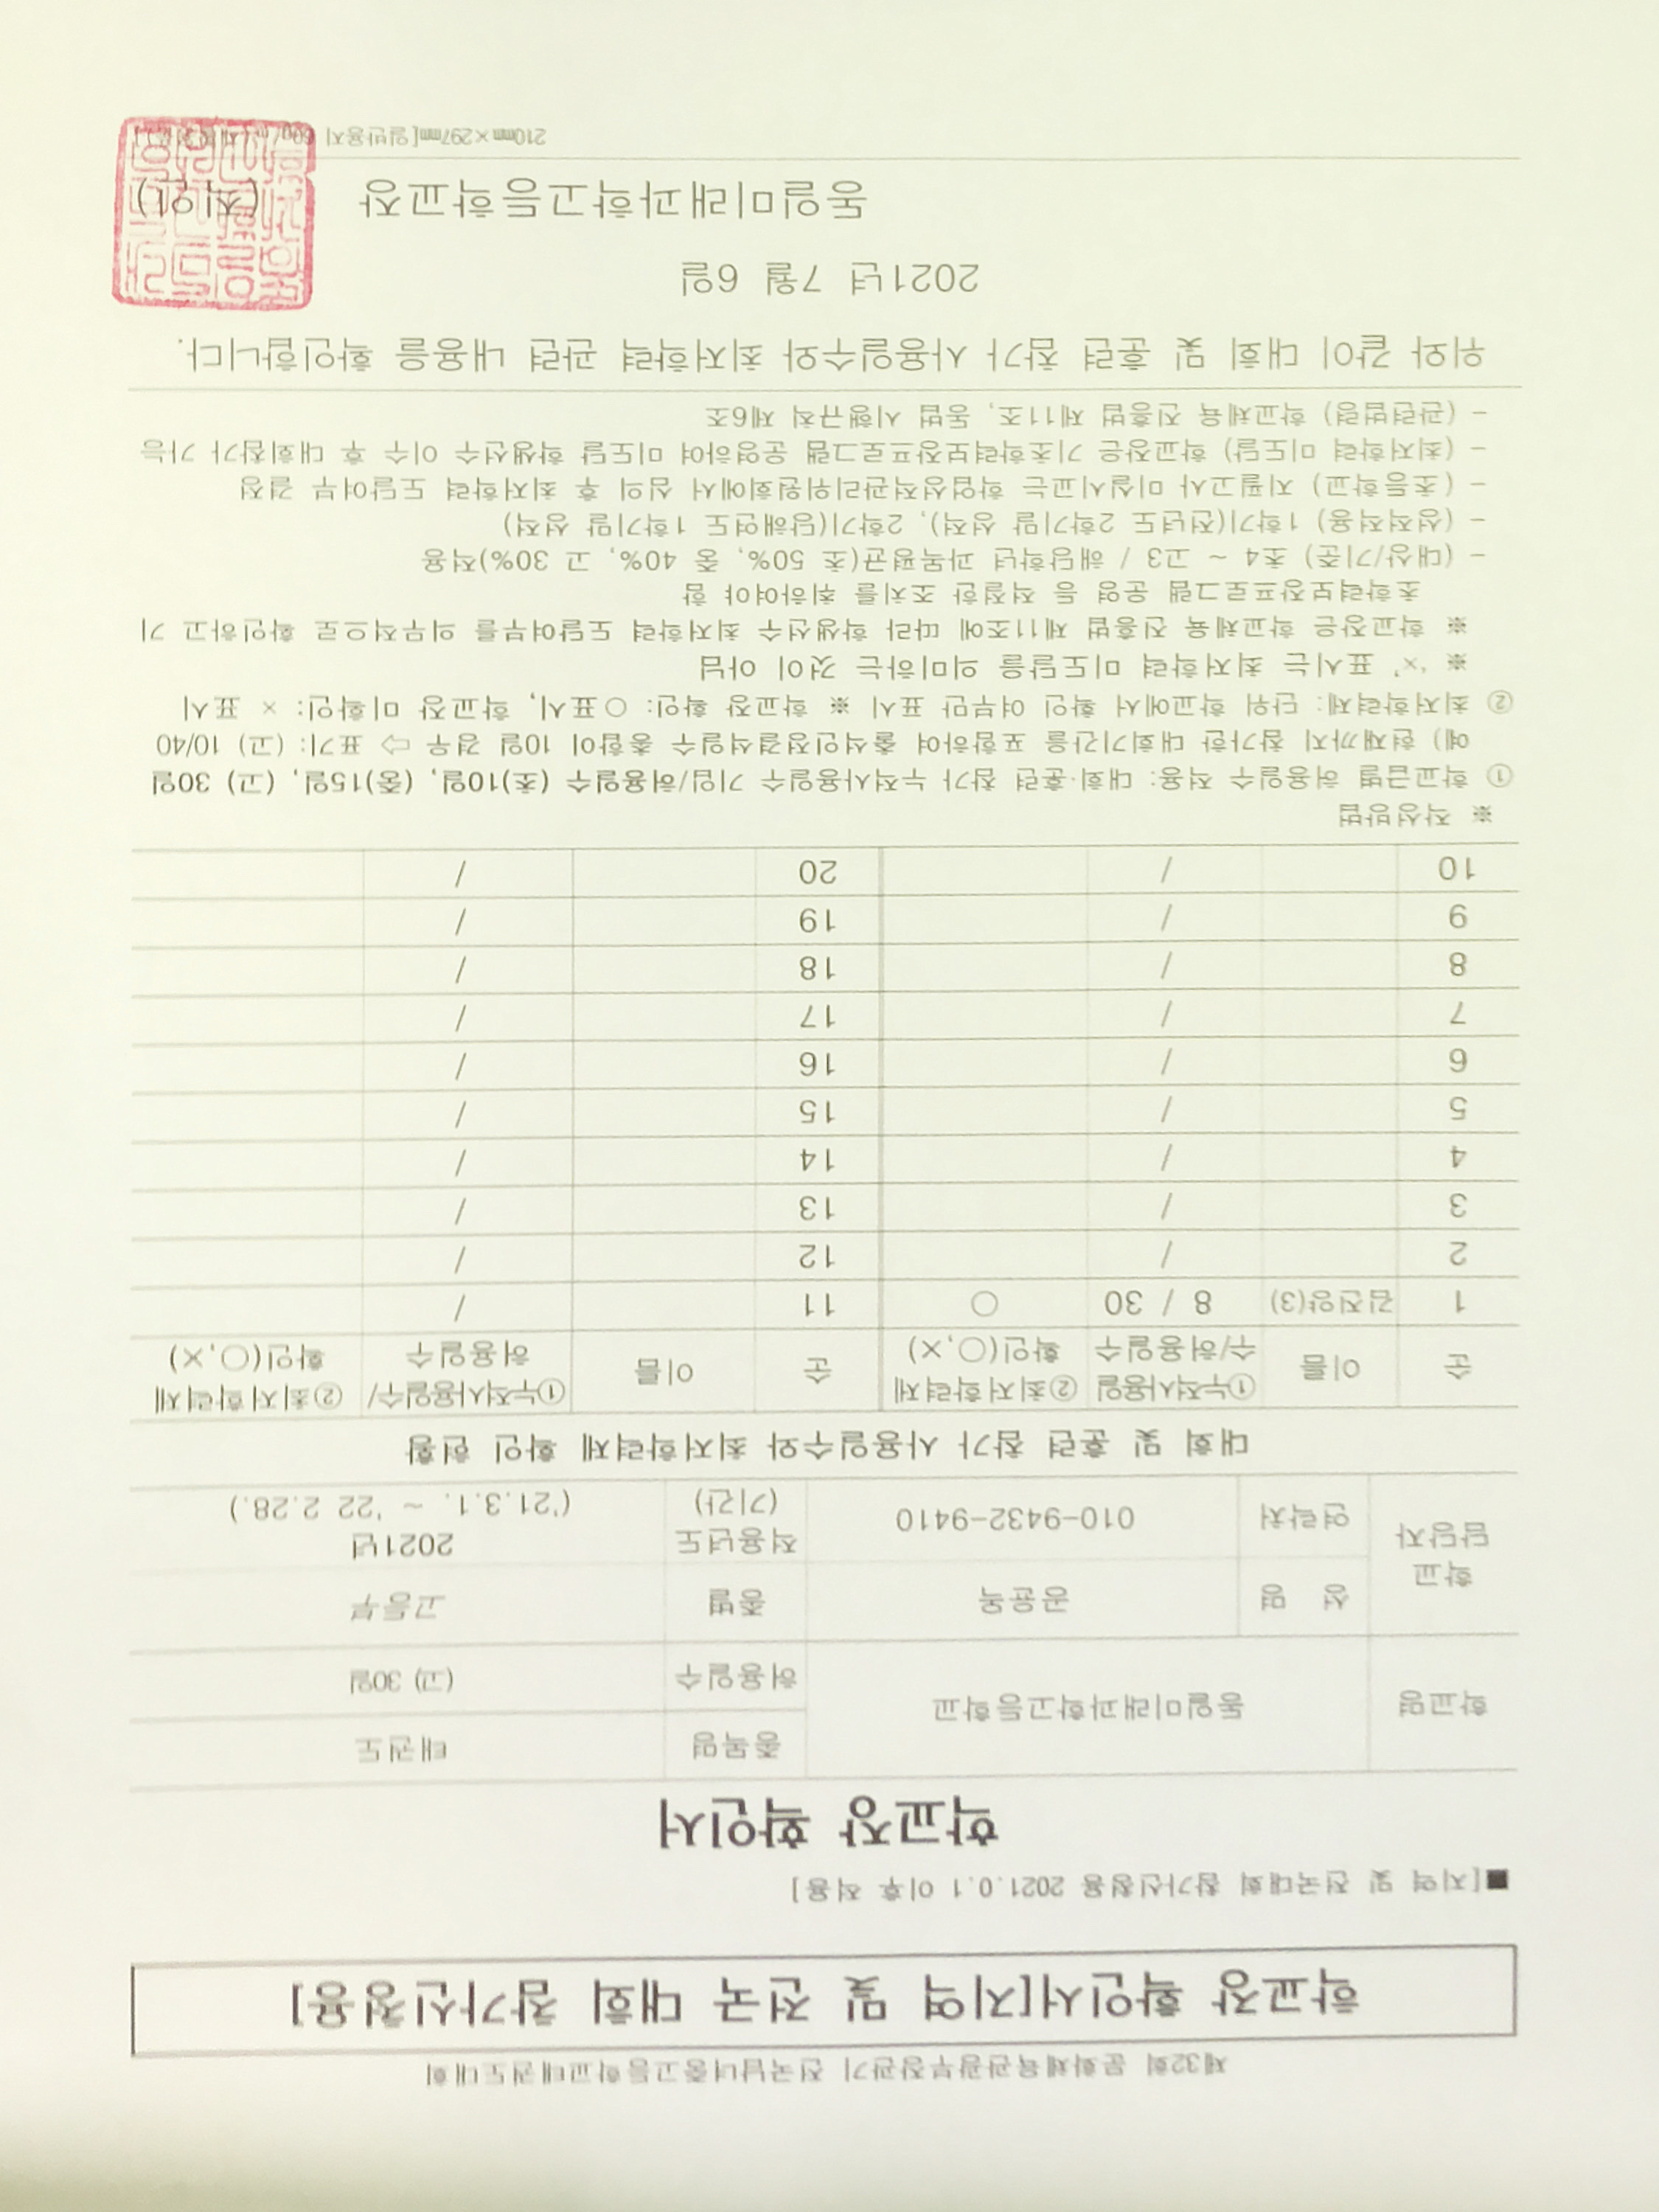 제32회 문화체육관광부장관기 전국남녀중고등학교태권도대회
학교장 확인서[지역 및 전국 대회 참가신청용]
■[지역 및 전국대회 참가신청용 2021.0.1 이후 적용]
학교장 확인서
학교명 동일미래과학고등학교 종목명 태권도
허용일수 (고) 30일
학교 담당자 성 명 공윤욱 종별 고등부
연락처 010-9432-9410 적용년도 (기간) 2021년
('21.3.1. ~ '22 2.28.)
대회 및 훈련 참가 사용일수와 최저학력제 확인 현황
순 이름 ①누적사용일수/허용일수 ②최저학력제 확인(○,×) 순 이름 ①누적사용일수/허용일수 ②최저학력제 확인(○,×)
1 김진양(3) 8 / 30 ○ 11 /
2 / 12 /
3 / 13 /
4 / 14 /
5 / 15 /
6 / 16 /
7 / 17 /
8 / 18 /
9 / 19 /
10 / 20 /
※ 작성방법
① 학교급별 허용일수 적용: 대회·훈련 참가 누적사용일수 기입/허용일수 (초)10일, (중)15일, (고) 30일
예) 현재까지 참가한 대회기간을 포함하여 출석인정결석일수 총합이 10일 경우 ⇨ 표기: (고) 10/40
② 최저학력제: 단위 학교에서 확인 여부만 표시 ※ 학교장 확인: ○표시, 학교장 미확인: × 표시
※ '×' 표시는 최저학력 미도달을 의미하는 것이 아님
※ 학교장은 학교체육 진흥법 제11조에 따라 학생선수 최저학력 도달여부를 의무적으로 확인하고 기
초학력보장프로그램 운영 등 적절한 조치를 취하여야 함
- (대상/기준) 초4 ~ 고3 / 해당학년 과목평균(초 50%, 중 40%, 고 30%)적용
- (성적적용) 1학기(전년도 2학기말 성적), 2학기(당해연도 1학기말 성적)
- (초등학교) 지필고사 미실시교는 학업성적관리위원회에서 심의 후 최저학력 도달여부 결정
- (최저학력 미도달) 학교장은 기초학력보장프로그램 운영하여 미도달 학생선수 이수 후 대회참가 가능
- (관련법령) 학교체육 진흥법 제11조, 동법 시행규칙 제6조
위와 같이 대회 및 훈련 참가 사용일수와 최저학력 관련 내용을 확인합니다.
2021년 7월 6일
동일미래과학고등학교장 (직인)
210㎜×297㎜[일반용지 60g/